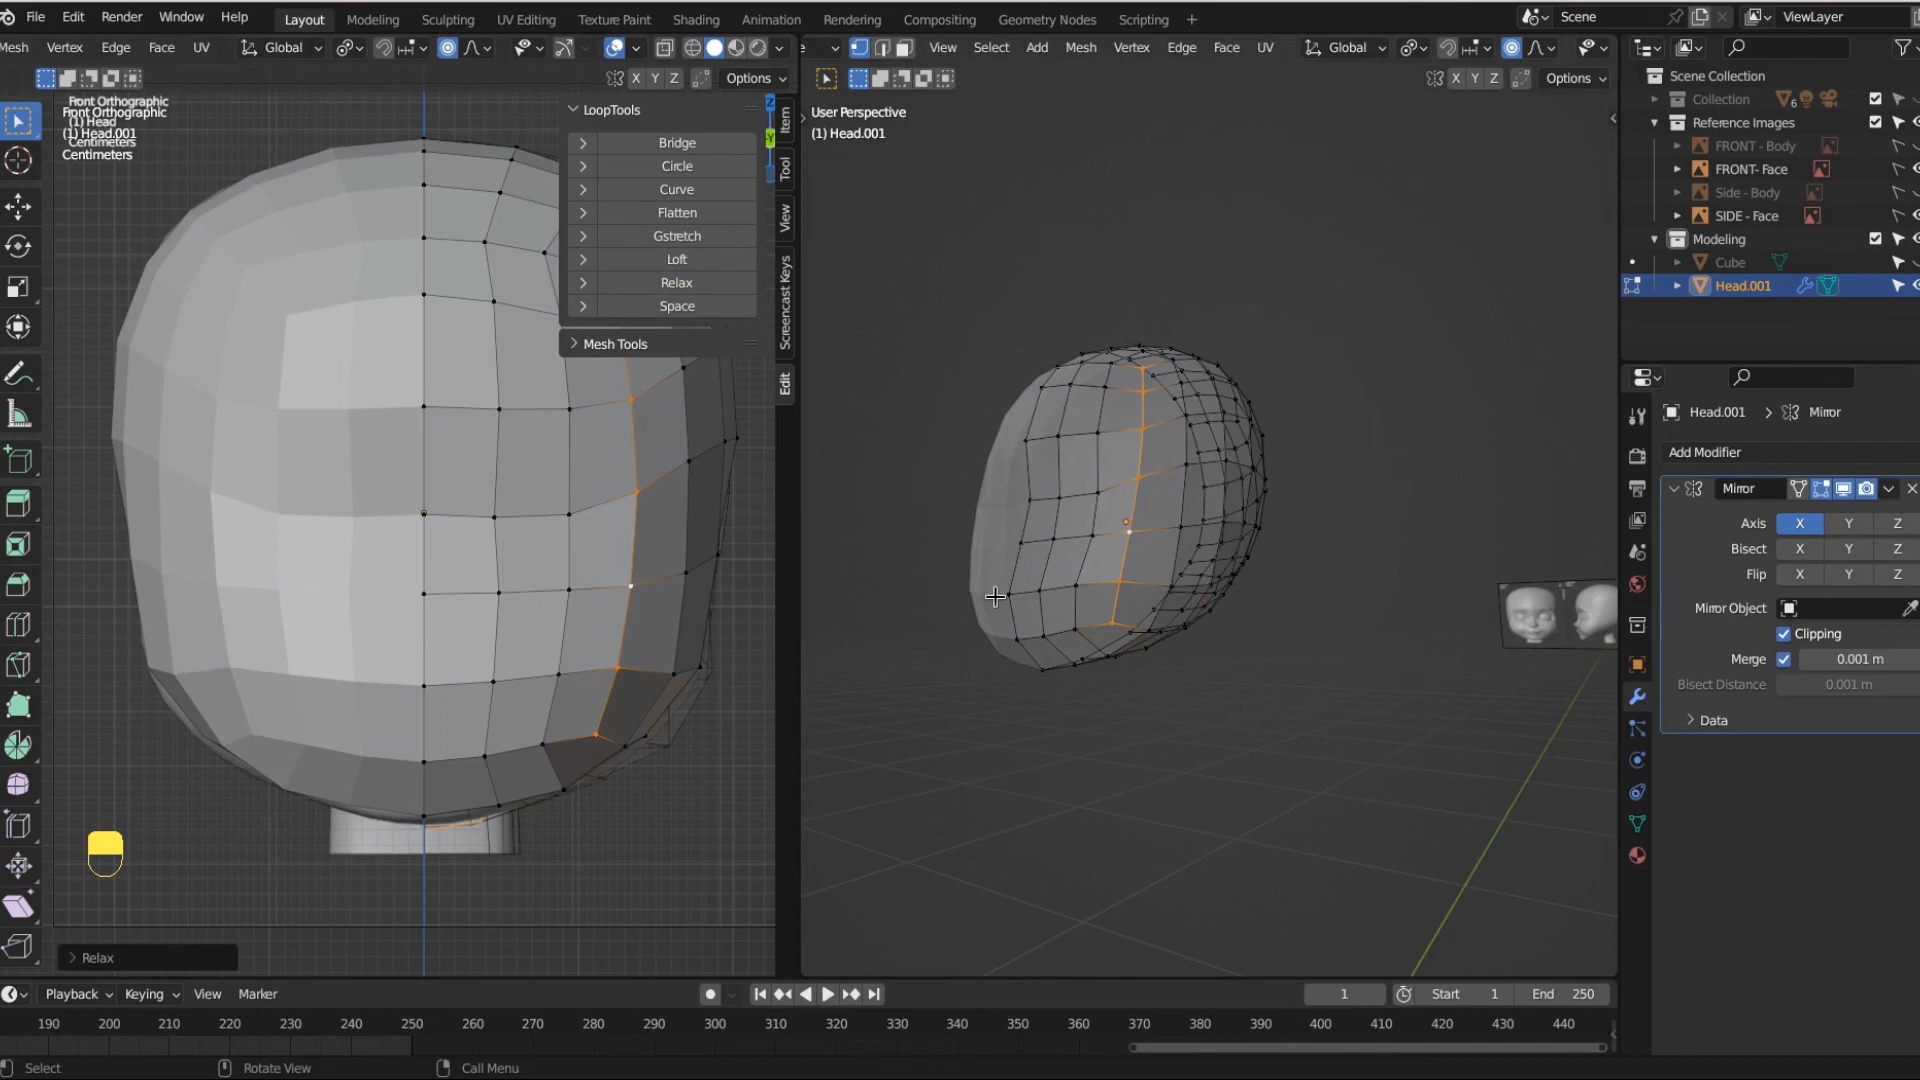 File Edit Render Window Help Layout Modeling Sculpting UV Editing Texture Paint Shading Animation Rendering Compositing Geometry Nodes Scripting + Scene ViewLayer
Mesh Vertex Edge Face UV Global
View Select Add Mesh Vertex Edge Face UV Global
X Y Z Options
X Y Z Options
Front Orthographic
Front Orthographic
(1) Head
(1) Head.001
Centimeters
Centimeters
LoopTools
Bridge
Circle
Curve
Flatten
Gstretch
Loft
Relax
Space
Mesh Tools
Item
Tool
View
Screencast Keys
Edit
Z
Y
Relax
User Perspective
(1) Head.001
Scene Collection
Collection 6
Reference Images
FRONT - Body
FRONT- Face
Side - Body
SIDE - Face
Modeling
Cube
Head.001
Head.001 > Mirror
Add Modifier
Mirror
Axis X Y Z
Bisect X Y Z
Flip X Y Z
Mirror Object
Clipping
Merge 0.001 m
Bisect Distance 0.001 m
Data
Playback Keying View Marker 1 Start 1 End 250
190 200 210 220 230 240 250 260 270 280 290 300 310 320 330 340 350 360 370 380 390 400 410 420 430 440
Select Rotate View Call Menu